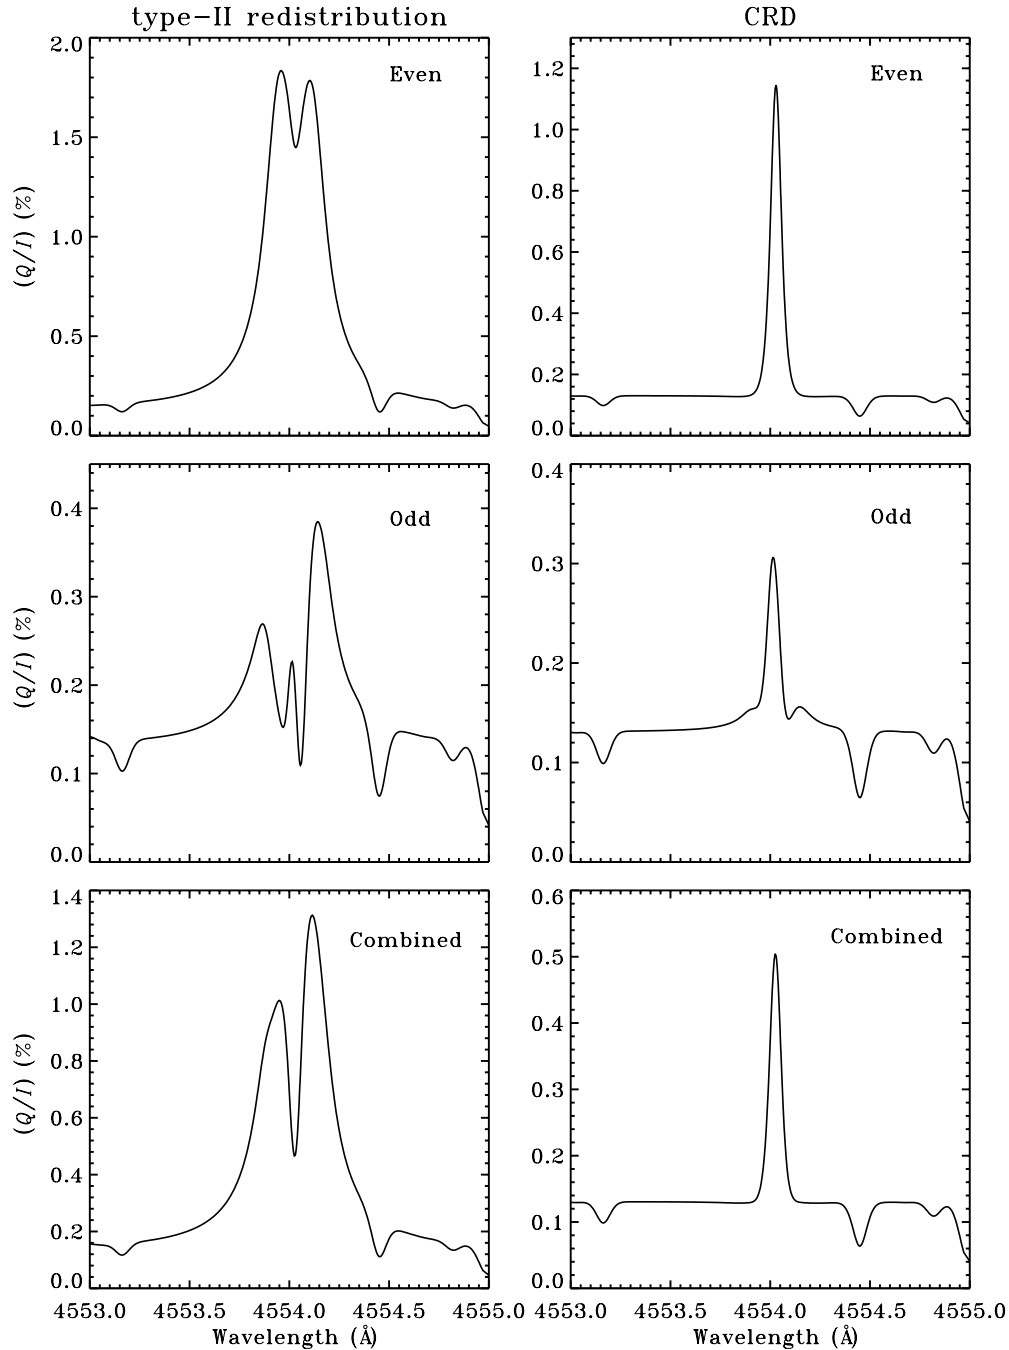 type−II redistribution
CRD
2.0
1.5
1.0
0.5
0.0
(Q/I) (%)
Even
1.2
1.0
0.8
0.6
0.4
0.2
0.0
Even
0.4
0.3
0.2
0.1
0.0
(Q/I) (%)
Odd
0.4
0.3
0.2
0.1
0.0
Odd
1.4
1.2
1.0
0.8
0.6
0.4
0.2
0.0
(Q/I) (%)
Combined
0.6
0.5
0.4
0.3
0.2
0.1
0.0
Combined
4553.0 4553.5 4554.0 4554.5 4555.0
Wavelength (Å)
4553.0 4553.5 4554.0 4554.5 4555.0
Wavelength (Å)